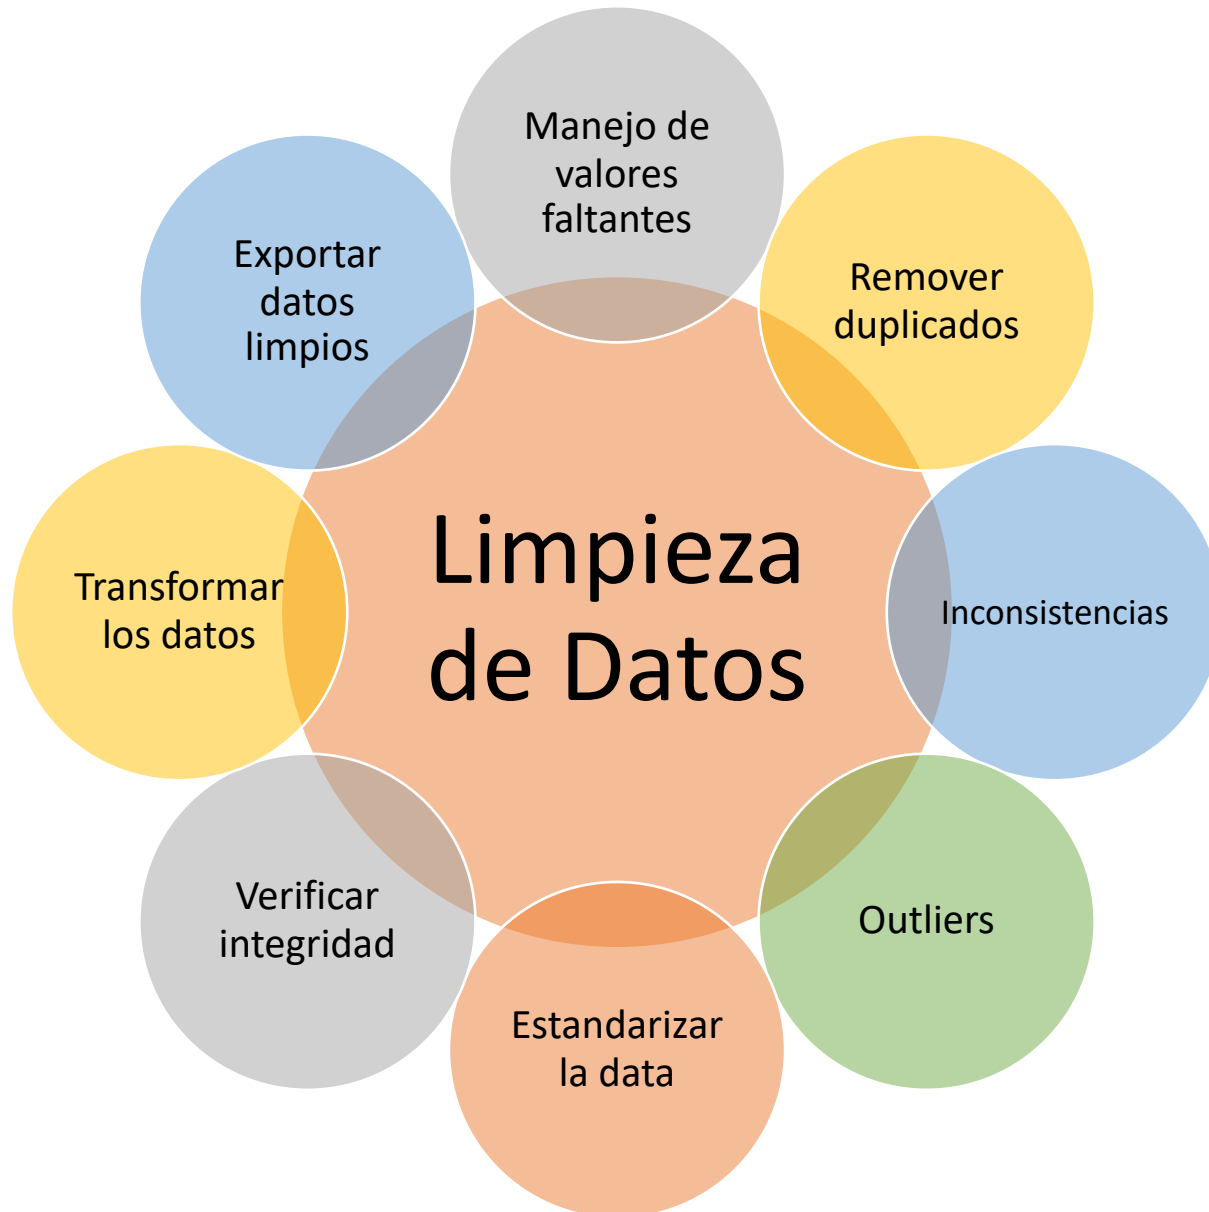 Manejo de
valores
faltantes
Remover
duplicados
Inconsistencias
Outliers
Estandarizar
la data
Verificar
integridad
Transformar
los datos
Exportar
datos
limpios
Limpieza
de Datos